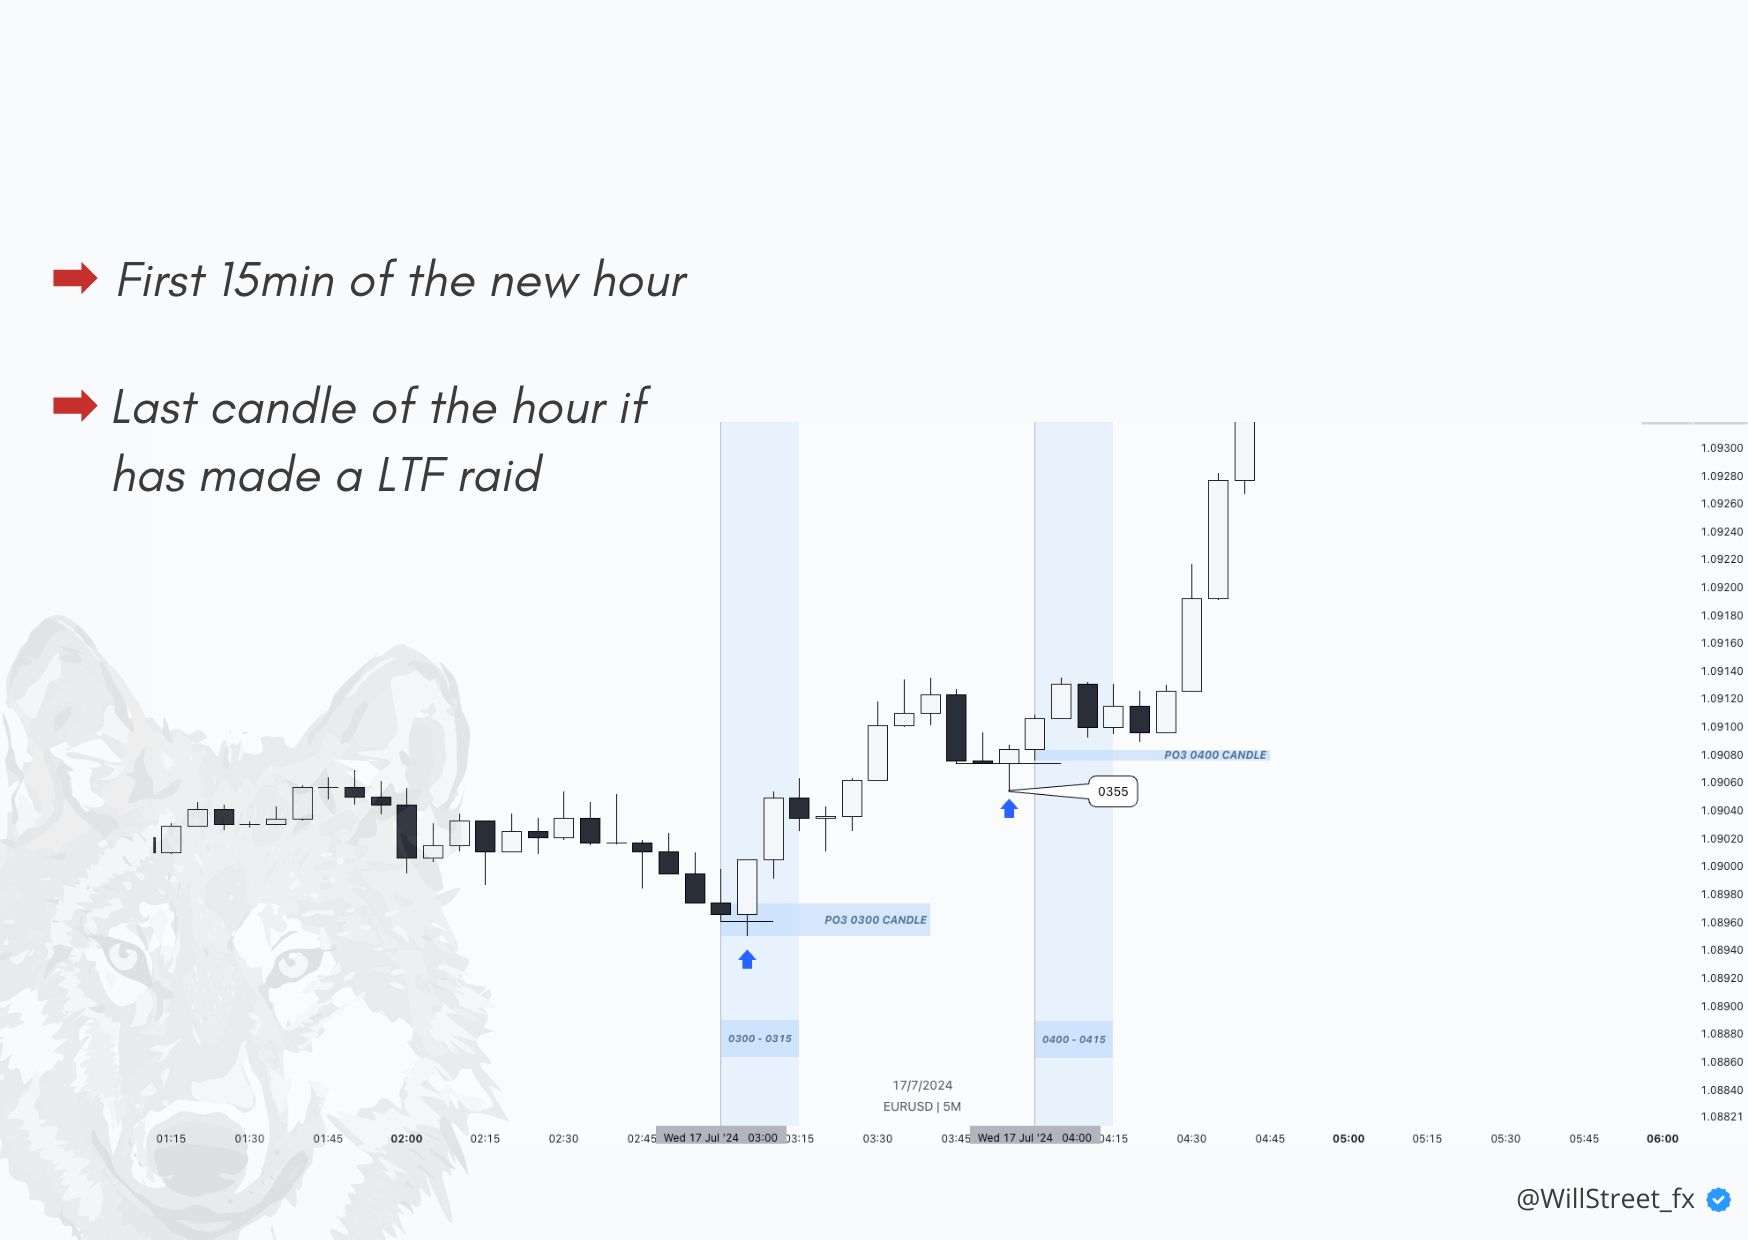 First 15min of the new hour
Last candle of the hour if
has made a LTF raid
1.09300
1.09280
1.09260
1.09240
1.09220
1.09200
1.09180
1.09160
1.09140
1.09120
1.09100
1.09080
1.09060
1.09040
1.09020
1.09000
1.08980
1.08960
1.08940
1.08920
1.08900
1.08880
1.08860
1.08840
1.08821
PO3 0400 CANDLE
0355
PO3 0300 CANDLE
0300 - 0315
0400 - 0415
17/7/2024
EURUSD | 5M
01:15 01:30 01:45 02:00 02:15 02:30 02:45 Wed 17 Jul '24 03:00 03:15 03:30 03:45 Wed 17 Jul '24 04:00 04:15 04:30 04:45 05:00 05:15 05:30 05:45 06:00
@WillStreet_fx